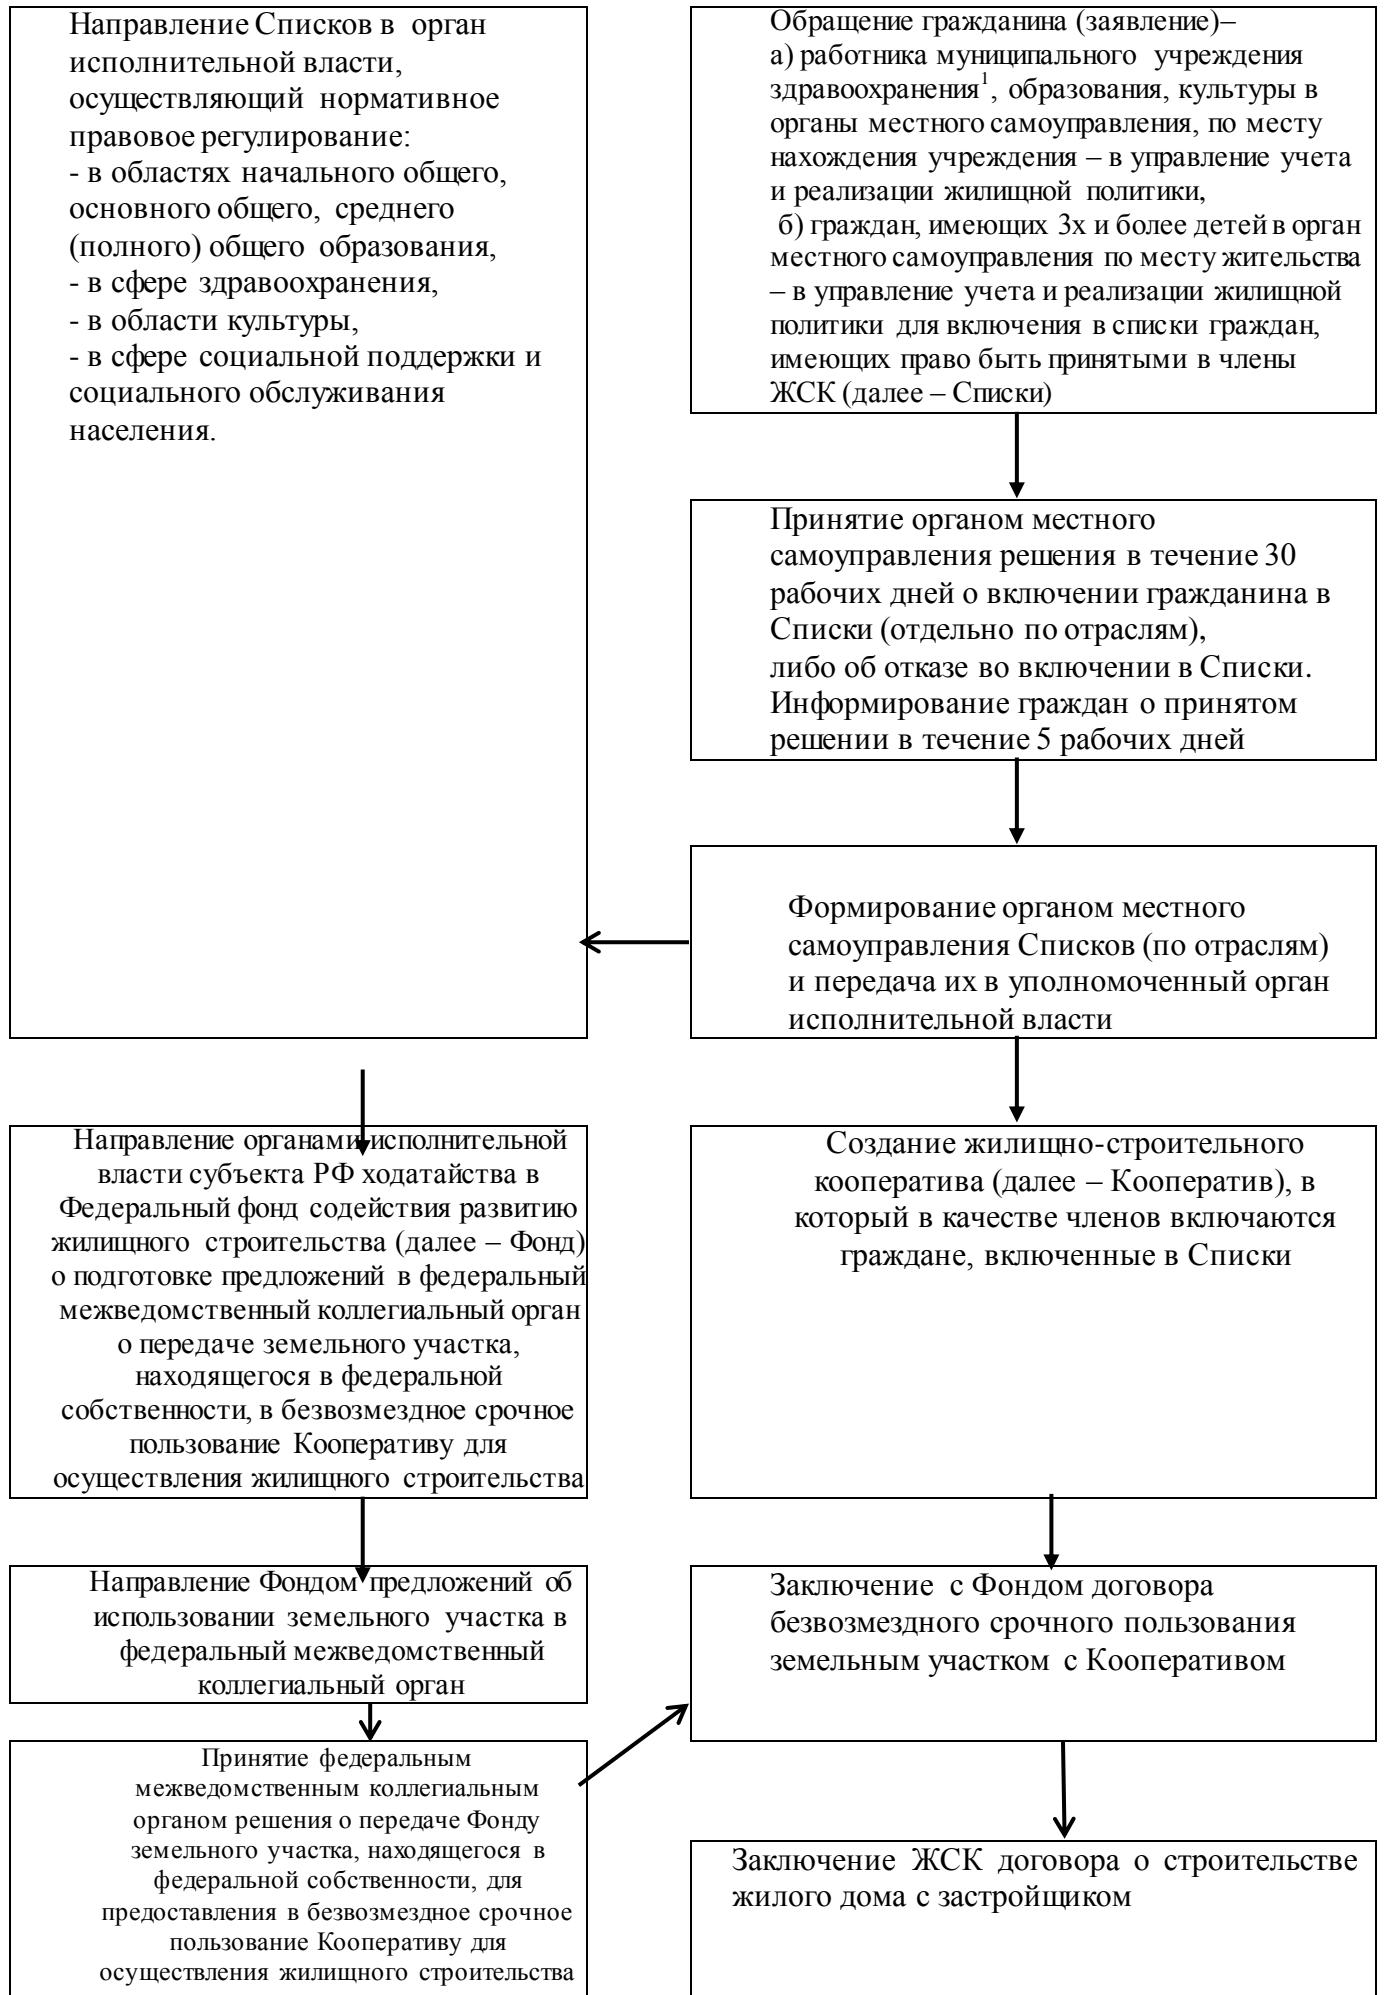 Направление Списков в орган
исполнительной власти,
осуществляющий нормативное
правовое регулирование:
- в областях начального общего,
основного общего, среднего
(полного) общего образования,
- в сфере здравоохранения,
- в области культуры,
- в сфере социальной поддержки и
социального обслуживания
населения.
Обращение гражданина (заявление)–
а) работника муниципального учреждения
здравоохранения¹, образования, культуры в
органы местного самоуправления, по месту
нахождения учреждения – в управление учета
и реализации жилищной политики,
б) граждан, имеющих 3х и более детей в орган
местного самоуправления по месту жительства
– в управление учета и реализации жилищной
политики для включения в списки граждан,
имеющих право быть принятыми в члены
ЖСК (далее – Списки)
Принятие органом местного
самоуправления решения в течение 30
рабочих дней о включении гражданина в
Списки (отдельно по отраслям),
либо об отказе во включении в Списки.
Информирование граждан о принятом
решении в течение 5 рабочих дней
Формирование органом местного
самоуправления Списков (по отраслям)
и передача их в уполномоченный орган
исполнительной власти
Направление органами исполнительной
власти субъекта РФ ходатайства в
Федеральный фонд содействия развитию
жилищного строительства (далее – Фонд)
о подготовке предложений в федеральный
межведомственный коллегиальный орган
о передаче земельного участка,
находящегося в федеральной
собственности, в безвозмездное срочное
пользование Кооперативу для
осуществления жилищного строительства
Создание жилищно-строительного
кооператива (далее – Кооператив), в
который в качестве членов включаются
граждане, включенные в Списки
Направление Фондом предложений об
использовании земельного участка в
федеральный межведомственный
коллегиальный орган
Заключение с Фондом договора
безвозмездного срочного пользования
земельным участком с Кооперативом
Принятие федеральным
межведомственным коллегиальным
органом решения о передаче Фонду
земельного участка, находящегося в
федеральной собственности, для
предоставления в безвозмездное срочное
пользование Кооперативу для
осуществления жилищного строительства
Заключение ЖСК договора о строительстве
жилого дома с застройщиком